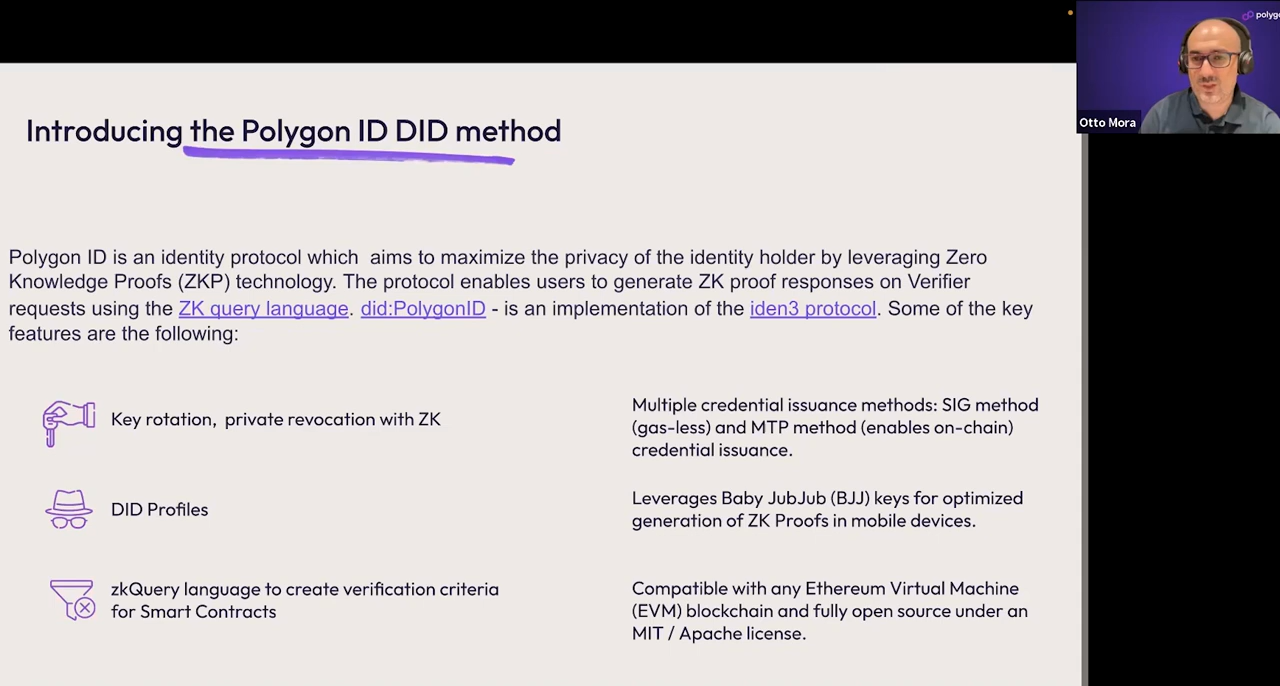 Introducing the Polygon ID DID method
Polygon ID is an identity protocol which  aims to maximize the privacy of the identity holder by leveraging Zero
Knowledge Proofs (ZKP) technology. The protocol enables users to generate ZK proof responses on Verifier
requests using the ZK query language. did:PolygonID - is an implementation of the iden3 protocol. Some of the key
features are the following:
Key rotation,  private revocation with ZK
DID Profiles
zkQuery language to create verification criteria
for Smart Contracts
Multiple credential issuance methods: SIG method
(gas-less) and MTP method (enables on-chain)
credential issuance.
Leverages Baby JubJub (BJJ) keys for optimized
generation of ZK Proofs in mobile devices.
Compatible with any Ethereum Virtual Machine
(EVM) blockchain and fully open source under an
MIT / Apache license.
polygo
Otto Mora